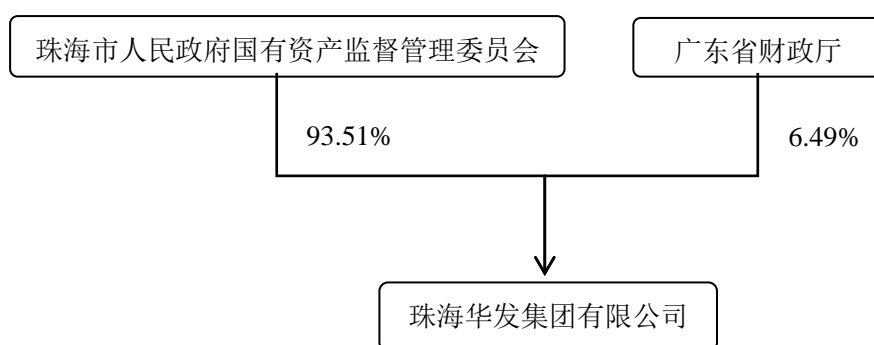 珠海市人民政府国有资产监督管理委员会
广东省财政厅
93.51%
6.49%
珠海华发集团有限公司